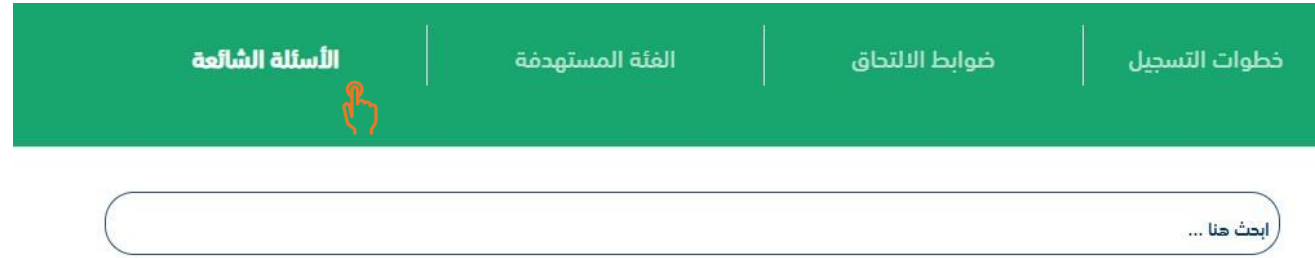 خطوات التسجيل
ضوابط الالتحاق
الفئة المستهدفة
الأسئلة الشائعة
ابحث هنا ...